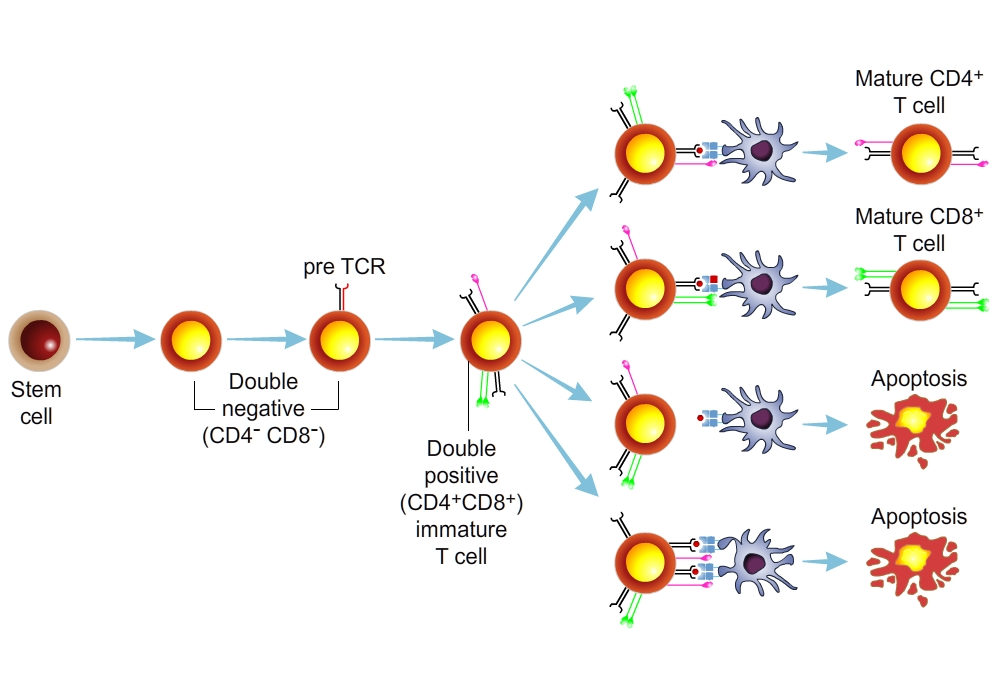 Stem
cell
Double
negative
(CD4⁻ CD8⁻)
pre TCR
Double
positive
(CD4⁺CD8⁺)
immature
T cell
Mature CD4⁺
T cell
Mature CD8⁺
T cell
Apoptosis
Apoptosis